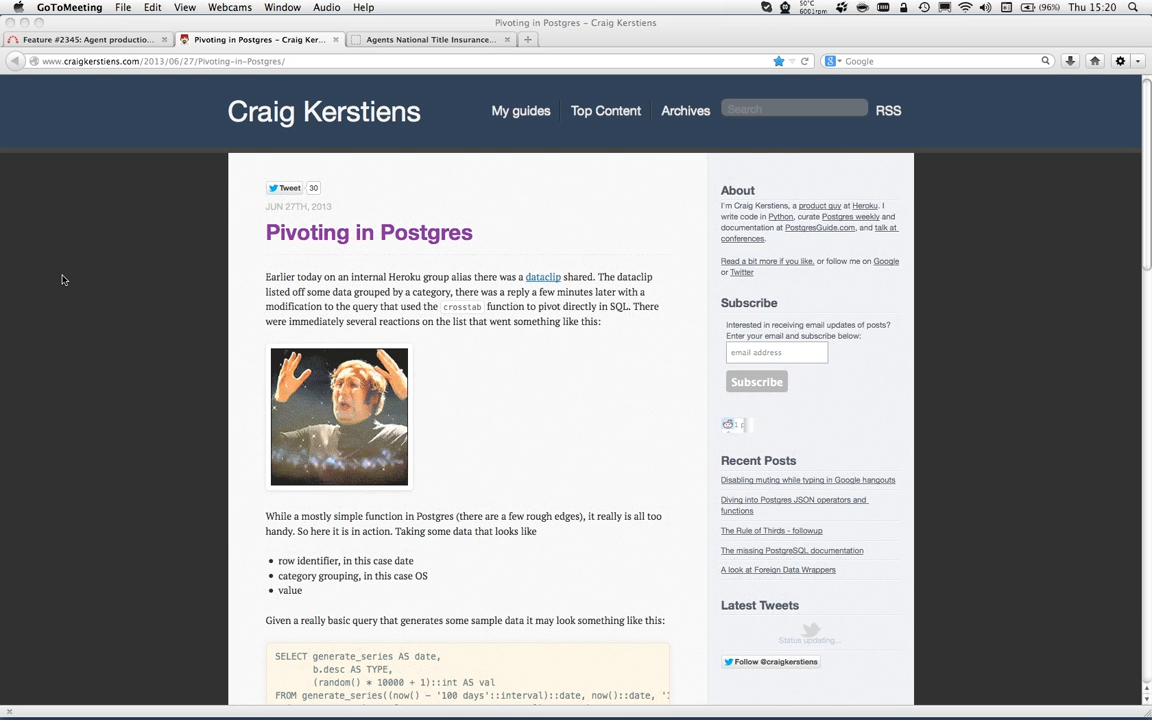 GoToMeeting File Edit View Webcams Window Audio Help
50°C
6001rpm
(96%) Thu 15:20
Pivoting in Postgres – Craig Kerstiens
Feature #2345: Agent productio...
Pivoting in Postgres – Craig Ker...
Agents National Title Insurance...
www.craigkerstiens.com/2013/06/27/Pivoting-in-Postgres/
Google
Craig Kerstiens
My guides
Top Content
Archives
Search
RSS
Tweet 30
JUN 27TH, 2013
Pivoting in Postgres
Earlier today on an internal Heroku group alias there was a dataclip shared. The dataclip
listed off some data grouped by a category, there was a reply a few minutes later with a
modification to the query that used the crosstab function to pivot directly in SQL. There
were immediately several reactions on the list that went something like this:
While a mostly simple function in Postgres (there are a few rough edges), it really is all too
handy. So here it is in action. Taking some data that looks like
• row identifier, in this case date
• category grouping, in this case OS
• value
Given a really basic query that generates some sample data it may look something like this:
SELECT generate_series AS date,
b.desc AS TYPE,
(random() * 10000 + 1)::int AS val
FROM generate_series((now() - '100 days'::interval)::date, now()::date, '1
About
I'm Craig Kerstiens, a product guy at Heroku. I
write code in Python, curate Postgres weekly and
documentation at PostgresGuide.com, and talk at
conferences.
Read a bit more if you like, or follow me on Google
or Twitter
Subscribe
Interested in receiving email updates of posts?
Enter your email and subscribe below:
email address
Subscribe
Recent Posts
Disabling muting while typing in Google hangouts
Diving into Postgres JSON operators and
functions
The Rule of Thirds - followup
The missing PostgreSQL documentation
A look at Foreign Data Wrappers
Latest Tweets
Status updating...
Follow @craigkerstiens